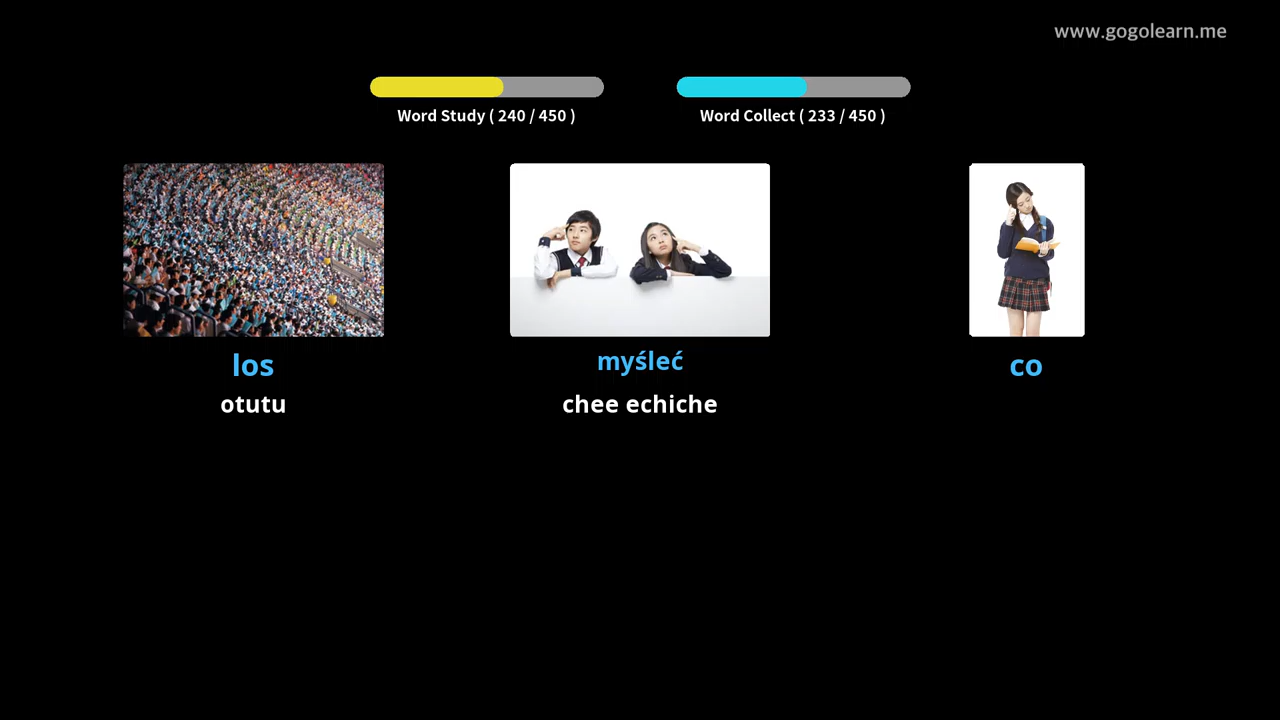 www.gogolearn.me
Word Study ( 240 / 450 )
Word Collect ( 233 / 450 )
los
myśleć
co
otutu
chee echiche